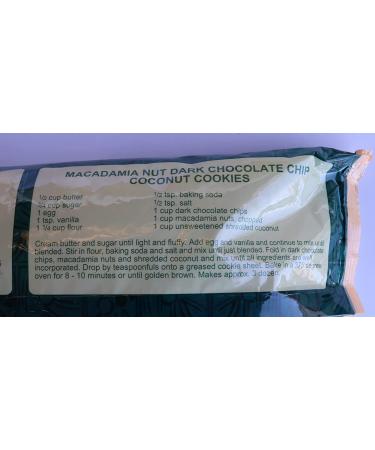 MACADAMIA NUT DARK CHOCOLATE CHIP
COCONUT COOKIES
½ cup butter
¾ cup sugar
1 egg
1 tsp. vanilla
1 ¼ cup flour
½ tsp. baking soda
½ tsp. salt
1 cup dark chocolate chips
1 cup macadamia nuts, chopped
1 cup unsweetened shredded coconut
Cream butter and sugar until light and fluffy. Add egg and vanilla and continue to mix until
blended. Stir in flour, baking soda and salt and mix until just blended. Fold in dark chocolate
chips, macadamia nuts and shredded coconut and mix until all ingredients are well
incorporated. Drop by teaspoonfuls onto a greased cookie sheet. Bake in a 375 degree
oven for 8 - 10 minutes or until golden brown. Makes approx. 3 dozen.